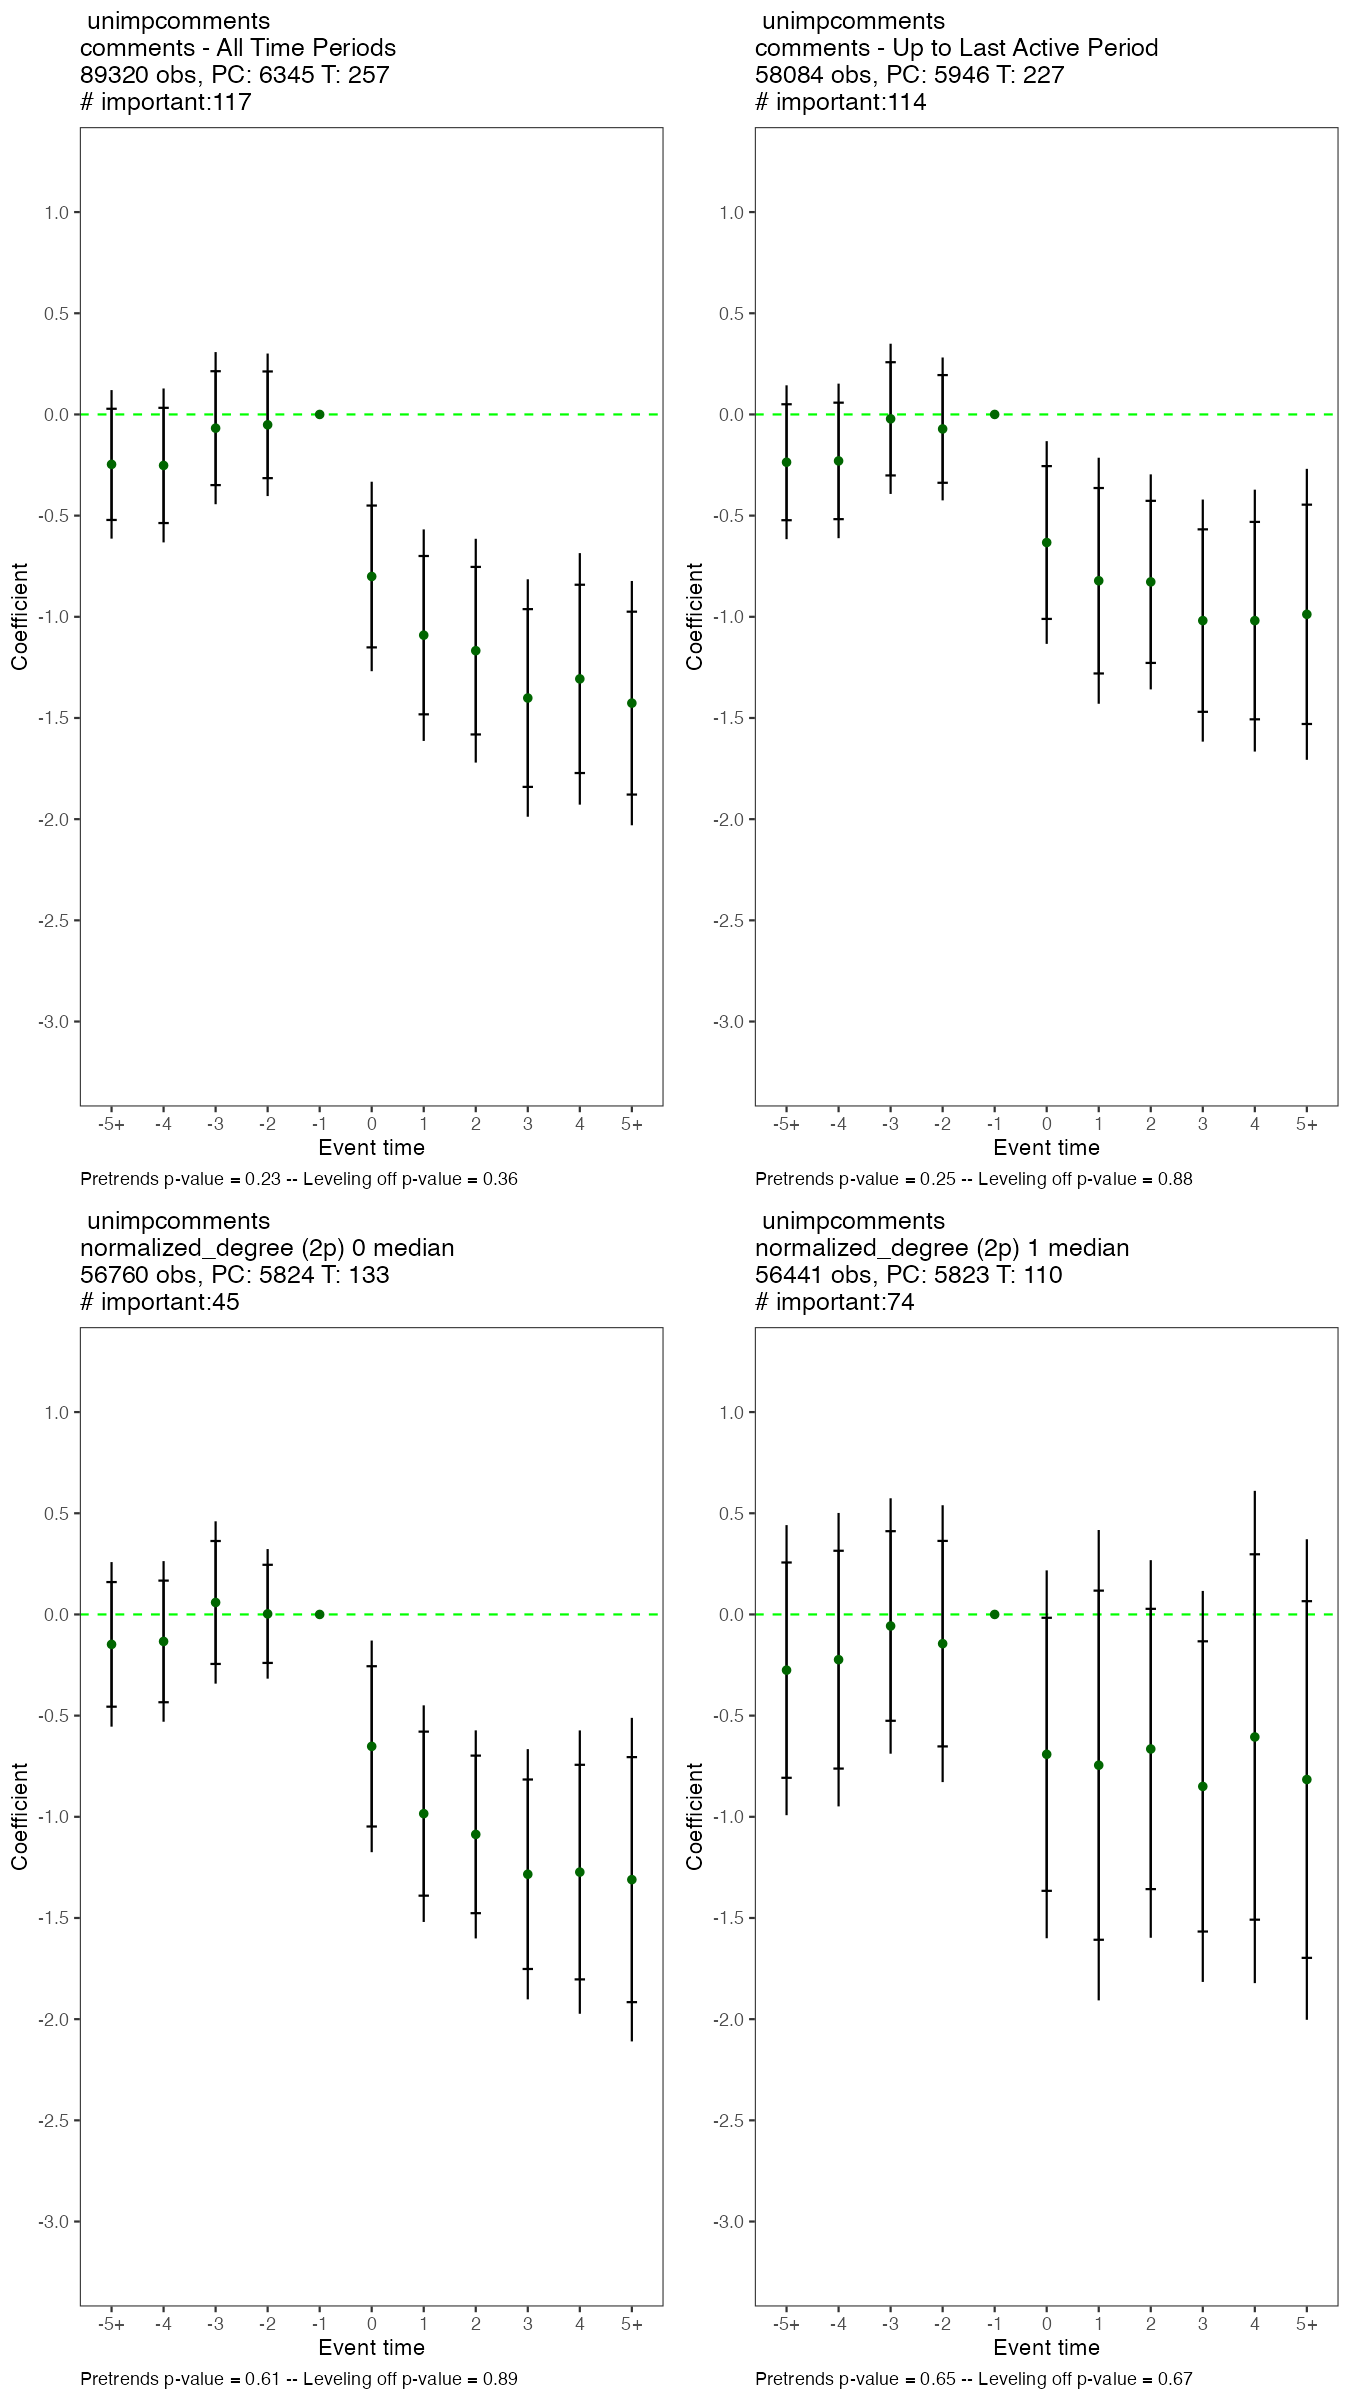 unimpcomments
comments - All Time Periods
89320 obs, PC: 6345 T: 257
# important:117
Coefficient
1.0
0.5
0.0
-0.5
-1.0
-1.5
-2.0
-2.5
-3.0
-5+ -4 -3 -2 -1 0 1 2 3 4 5+
Event time
Pretrends p-value = 0.23 -- Leveling off p-value = 0.36
unimpcomments
comments - Up to Last Active Period
58084 obs, PC: 5946 T: 227
# important:114
Coefficient
1.0
0.5
0.0
-0.5
-1.0
-1.5
-2.0
-2.5
-3.0
-5+ -4 -3 -2 -1 0 1 2 3 4 5+
Event time
Pretrends p-value = 0.25 -- Leveling off p-value = 0.88
unimpcomments
normalized_degree (2p) 0 median
56760 obs, PC: 5824 T: 133
# important:45
Coefficient
1.0
0.5
0.0
-0.5
-1.0
-1.5
-2.0
-2.5
-3.0
-5+ -4 -3 -2 -1 0 1 2 3 4 5+
Event time
Pretrends p-value = 0.61 -- Leveling off p-value = 0.89
unimpcomments
normalized_degree (2p) 1 median
56441 obs, PC: 5823 T: 110
# important:74
Coefficient
1.0
0.5
0.0
-0.5
-1.0
-1.5
-2.0
-2.5
-3.0
-5+ -4 -3 -2 -1 0 1 2 3 4 5+
Event time
Pretrends p-value = 0.65 -- Leveling off p-value = 0.67